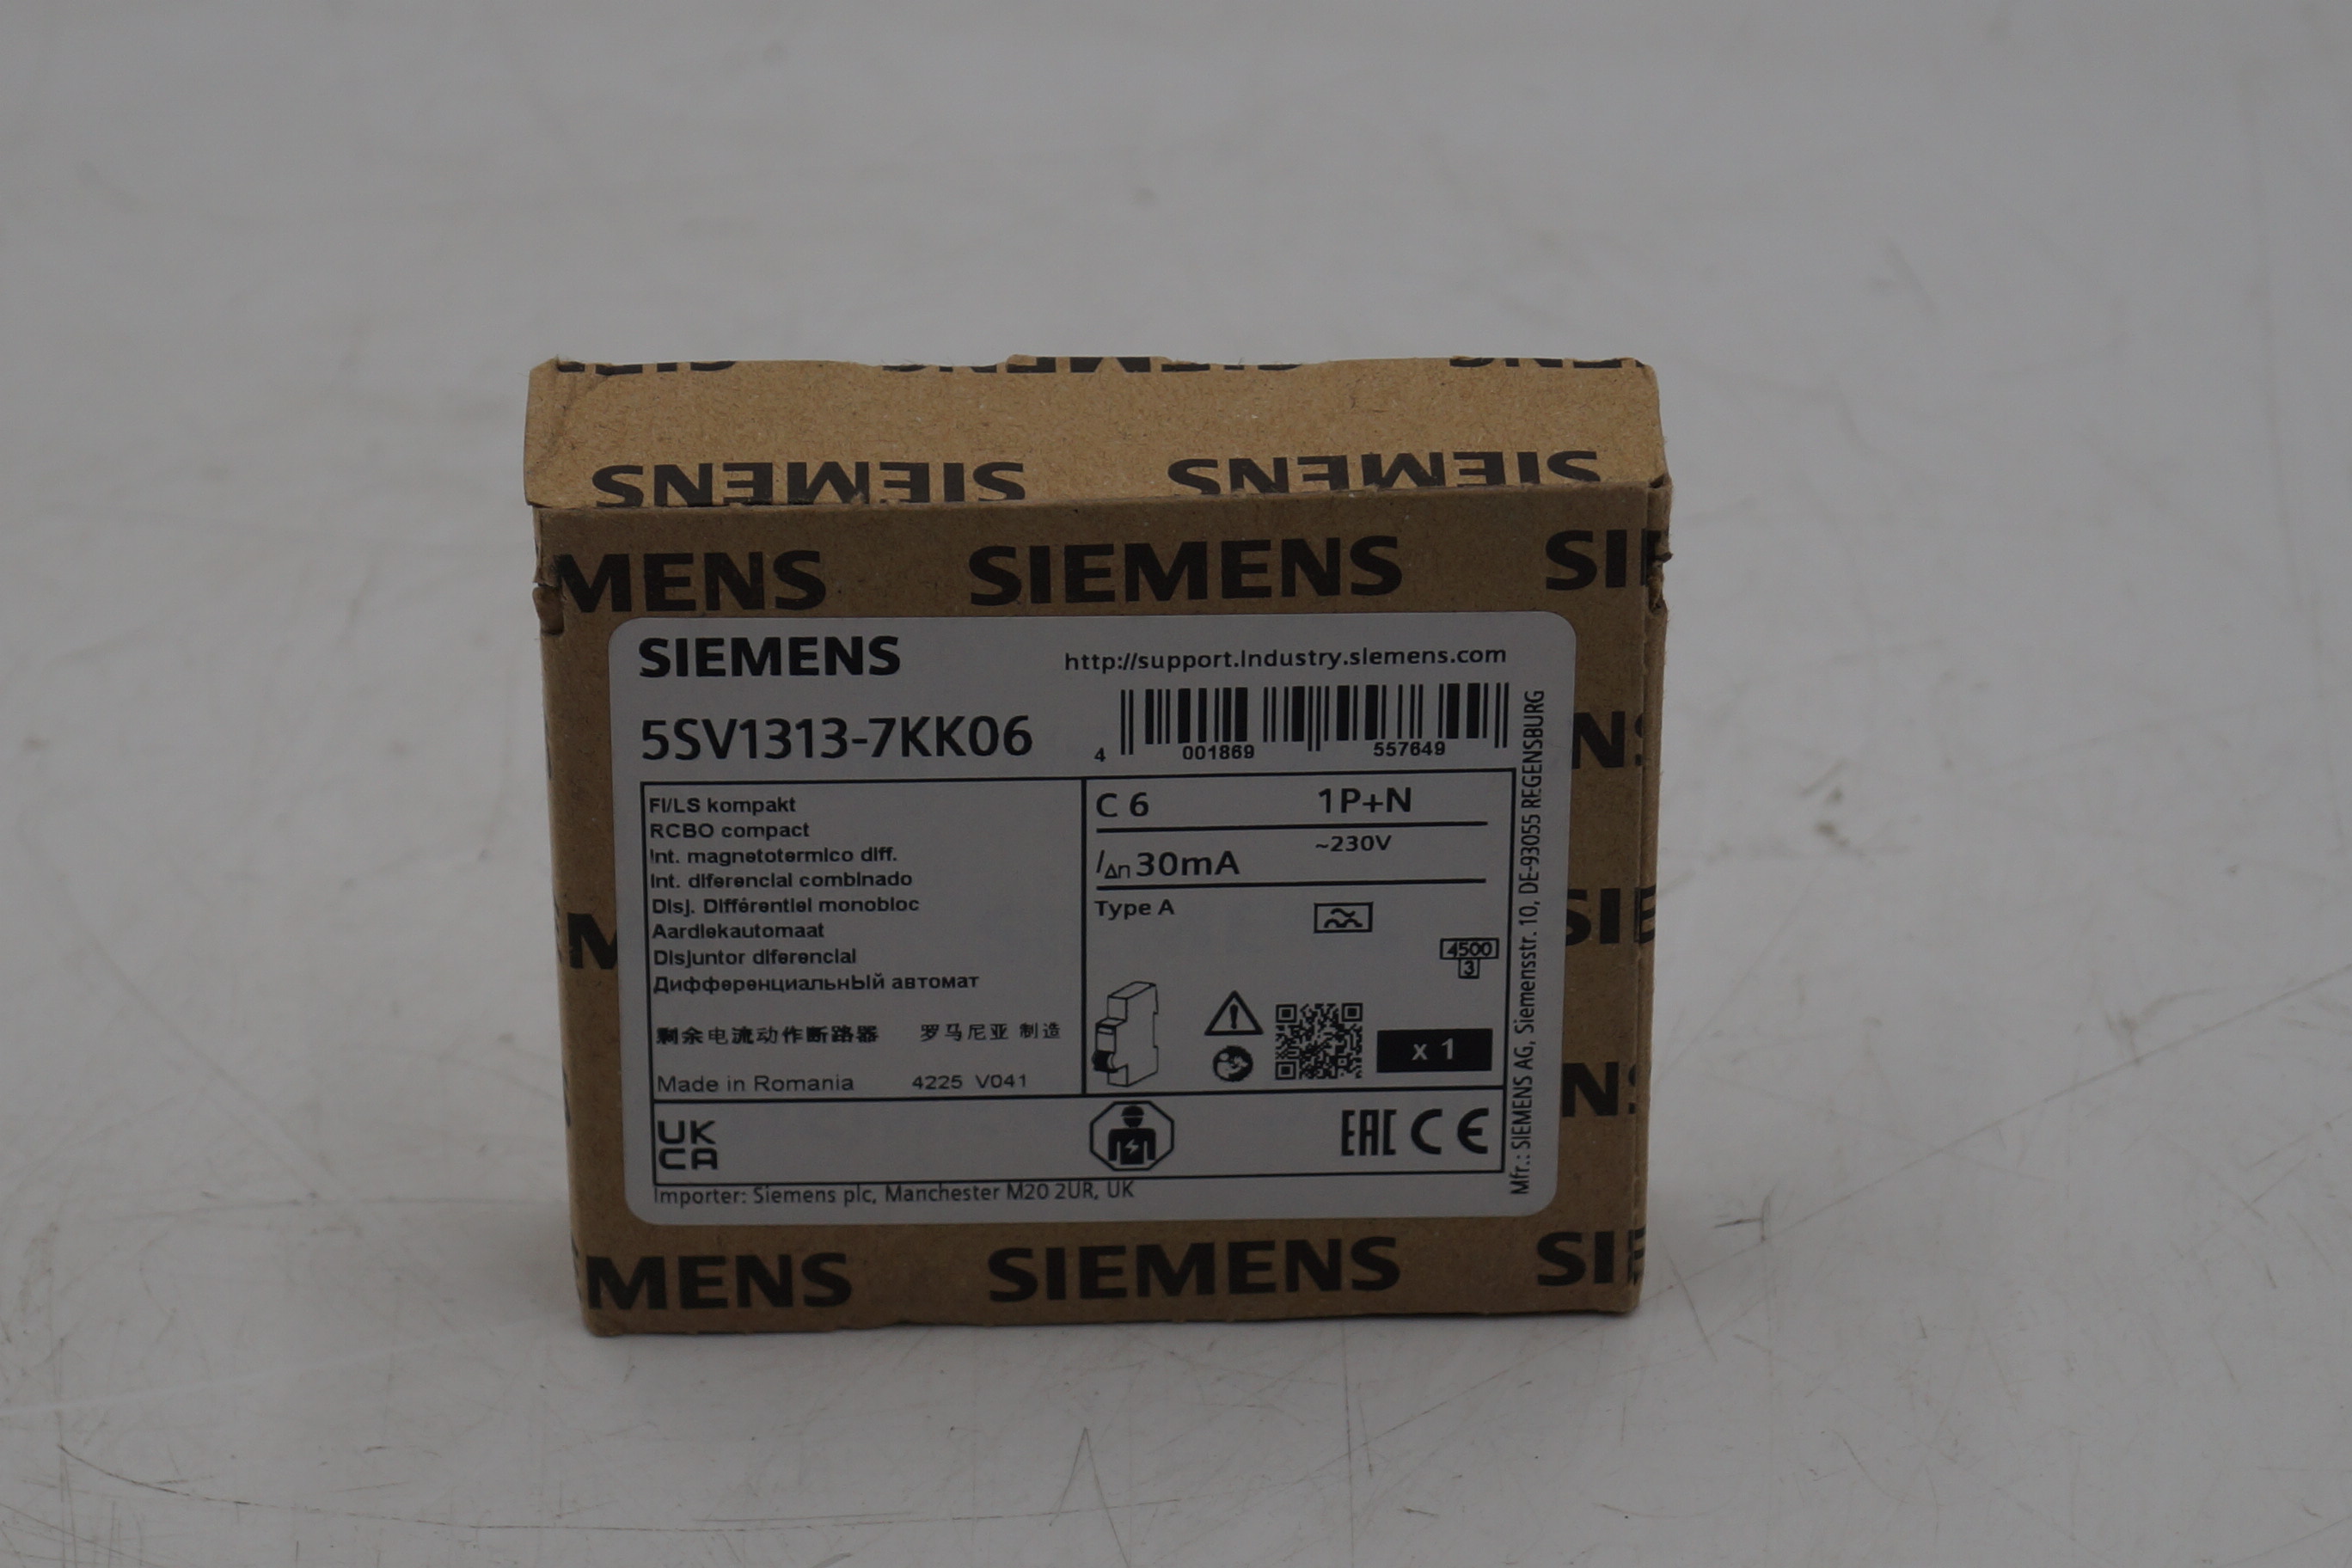 SIEMENS SIEMENS
MENS SIEMENS SIE
SIEMENS
http://support.industry.siemens.com
5SV1313-7KK06
4 001869 557649
FI/LS kompakt
RCBO compact
Int. magnetotermico diff.
Int. diferencial combinado
Disj. Différentiel monobloc
Aardlekautomaat
Disjuntor diferencial
ДифференциальЫй автомат
剩余电流动作断路器 罗马尼亚 制造
Made in Romania 4225 V041
C 6 1P+N
IΔn 30mA ~230V
Type A
4500
3
x 1
UK
CA
EAC CE
Importer: Siemens plc, Manchester M20 2UR, UK
Mfr.: SIEMENS AG, Siemensstr. 10, DE-93055 REGENSBURG
MENS SIEMENS SIE